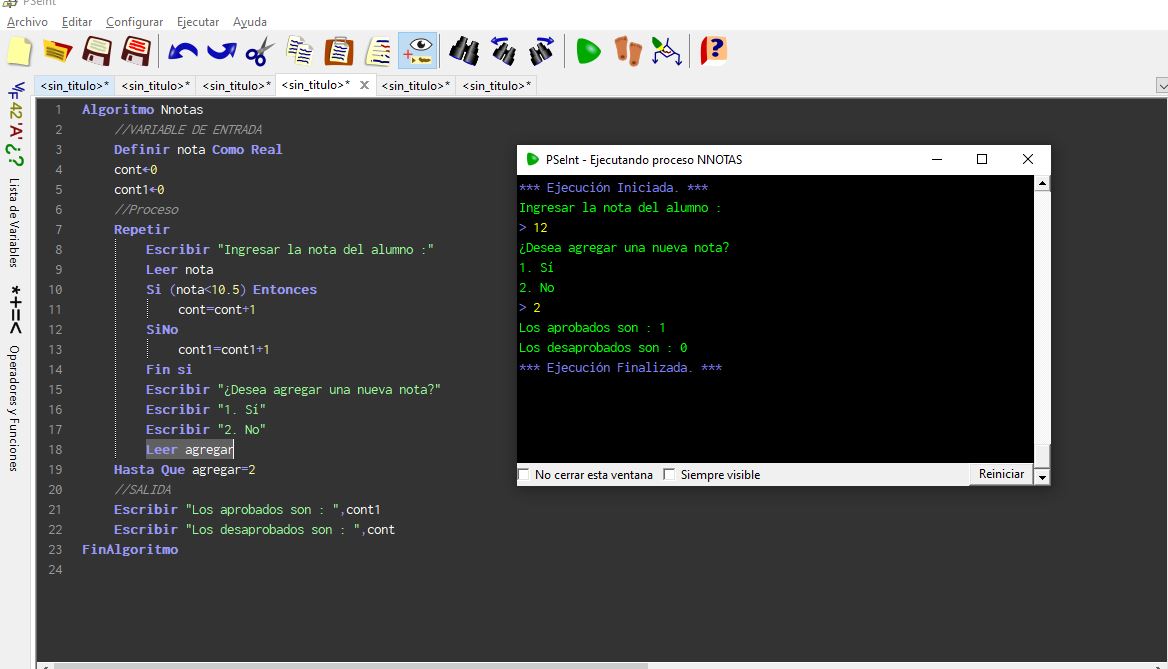 PSeInt
Archivo Editar Configurar Ejecutar Ayuda
<sin_titulo>* <sin_titulo>* <sin_titulo>* <sin_titulo>* X <sin_titulo>* <sin_titulo>*
42 'A' ¿?
Lista de Variables
*+=<
Operadores y Funciones
1 Algoritmo Nnotas
2 //VARIABLE DE ENTRADA
3 Definir nota Como Real
4 cont←0
5 cont1←0
6 //Proceso
7 Repetir
8 Escribir "Ingresar la nota del alumno :"
9 Leer nota
10 Si (nota<10.5) Entonces
11 cont=cont+1
12 SiNo
13 cont1=cont1+1
14 Fin si
15 Escribir "¿Desea agregar una nueva nota?"
16 Escribir "1. Sí"
17 Escribir "2. No"
18 Leer agregar
19 Hasta Que agregar=2
20 //SALIDA
21 Escribir "Los aprobados son : ",cont1
22 Escribir "Los desaprobados son : ",cont
23 FinAlgoritmo
24
PSeInt - Ejecutando proceso NNOTAS
*** Ejecución Iniciada. ***
Ingresar la nota del alumno :
> 12
¿Desea agregar una nueva nota?
1. Sí
2. No
> 2
Los aprobados son : 1
Los desaprobados son : 0
*** Ejecución Finalizada. ***
No cerrar esta ventana Siempre visible Reiniciar